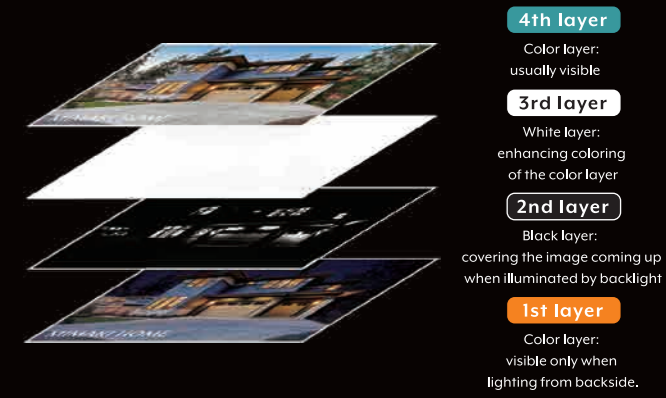 4th layer
Color layer:
usually visible
3rd layer
White layer:
enhancing coloring
of the color layer
2nd layer
Black layer:
covering the image coming up
when illuminated by backlight
1st layer
Color layer:
visible only when
lighting from backside.
MIMAKI HOME